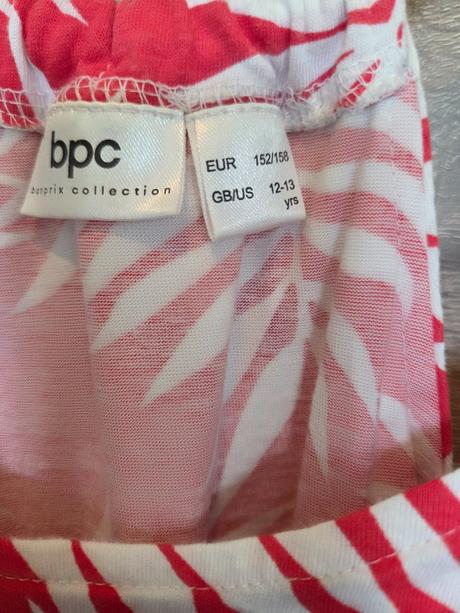 bpc
bonprix collection
EUR 152/158
GB/US 12-13
yrs